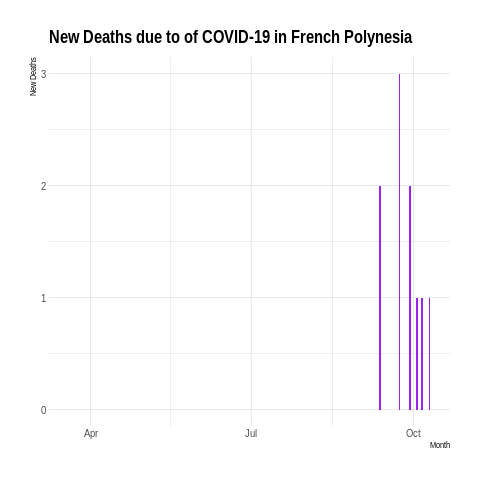 New Deaths due to of COVID-19 in French Polynesia
New Deaths
3
2
1
0
Apr Jul Oct
Month